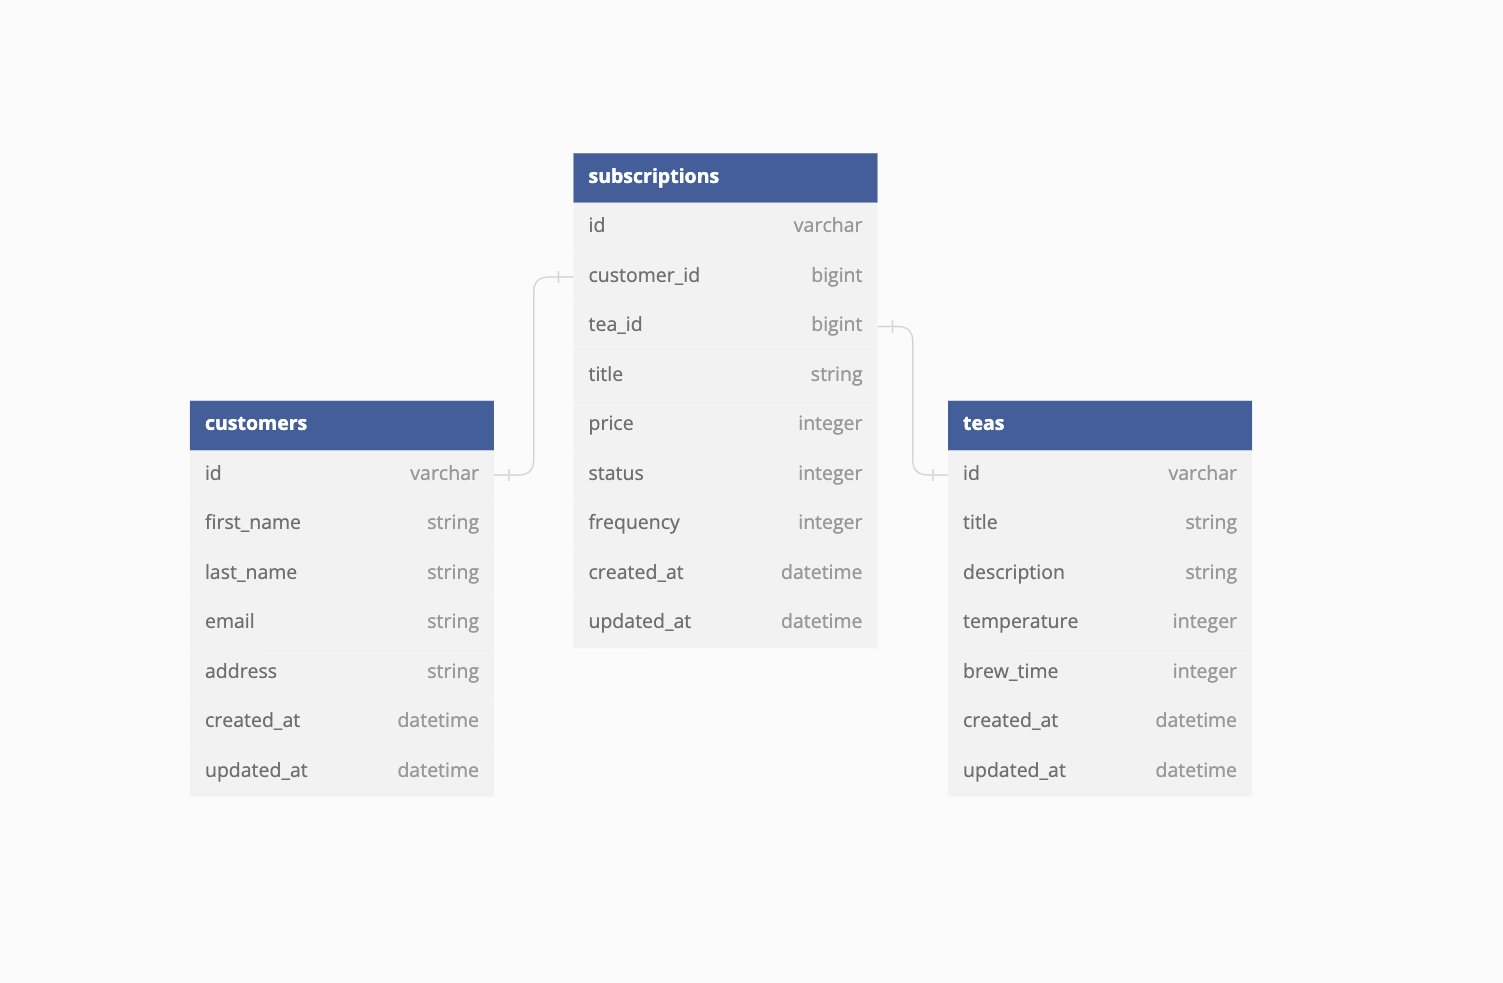 subscriptions
id varchar
customer_id bigint
tea_id bigint
title string
price integer
status integer
frequency integer
created_at datetime
updated_at datetime
customers
id varchar
first_name string
last_name string
email string
address string
created_at datetime
updated_at datetime
teas
id varchar
title string
description string
temperature integer
brew_time integer
created_at datetime
updated_at datetime